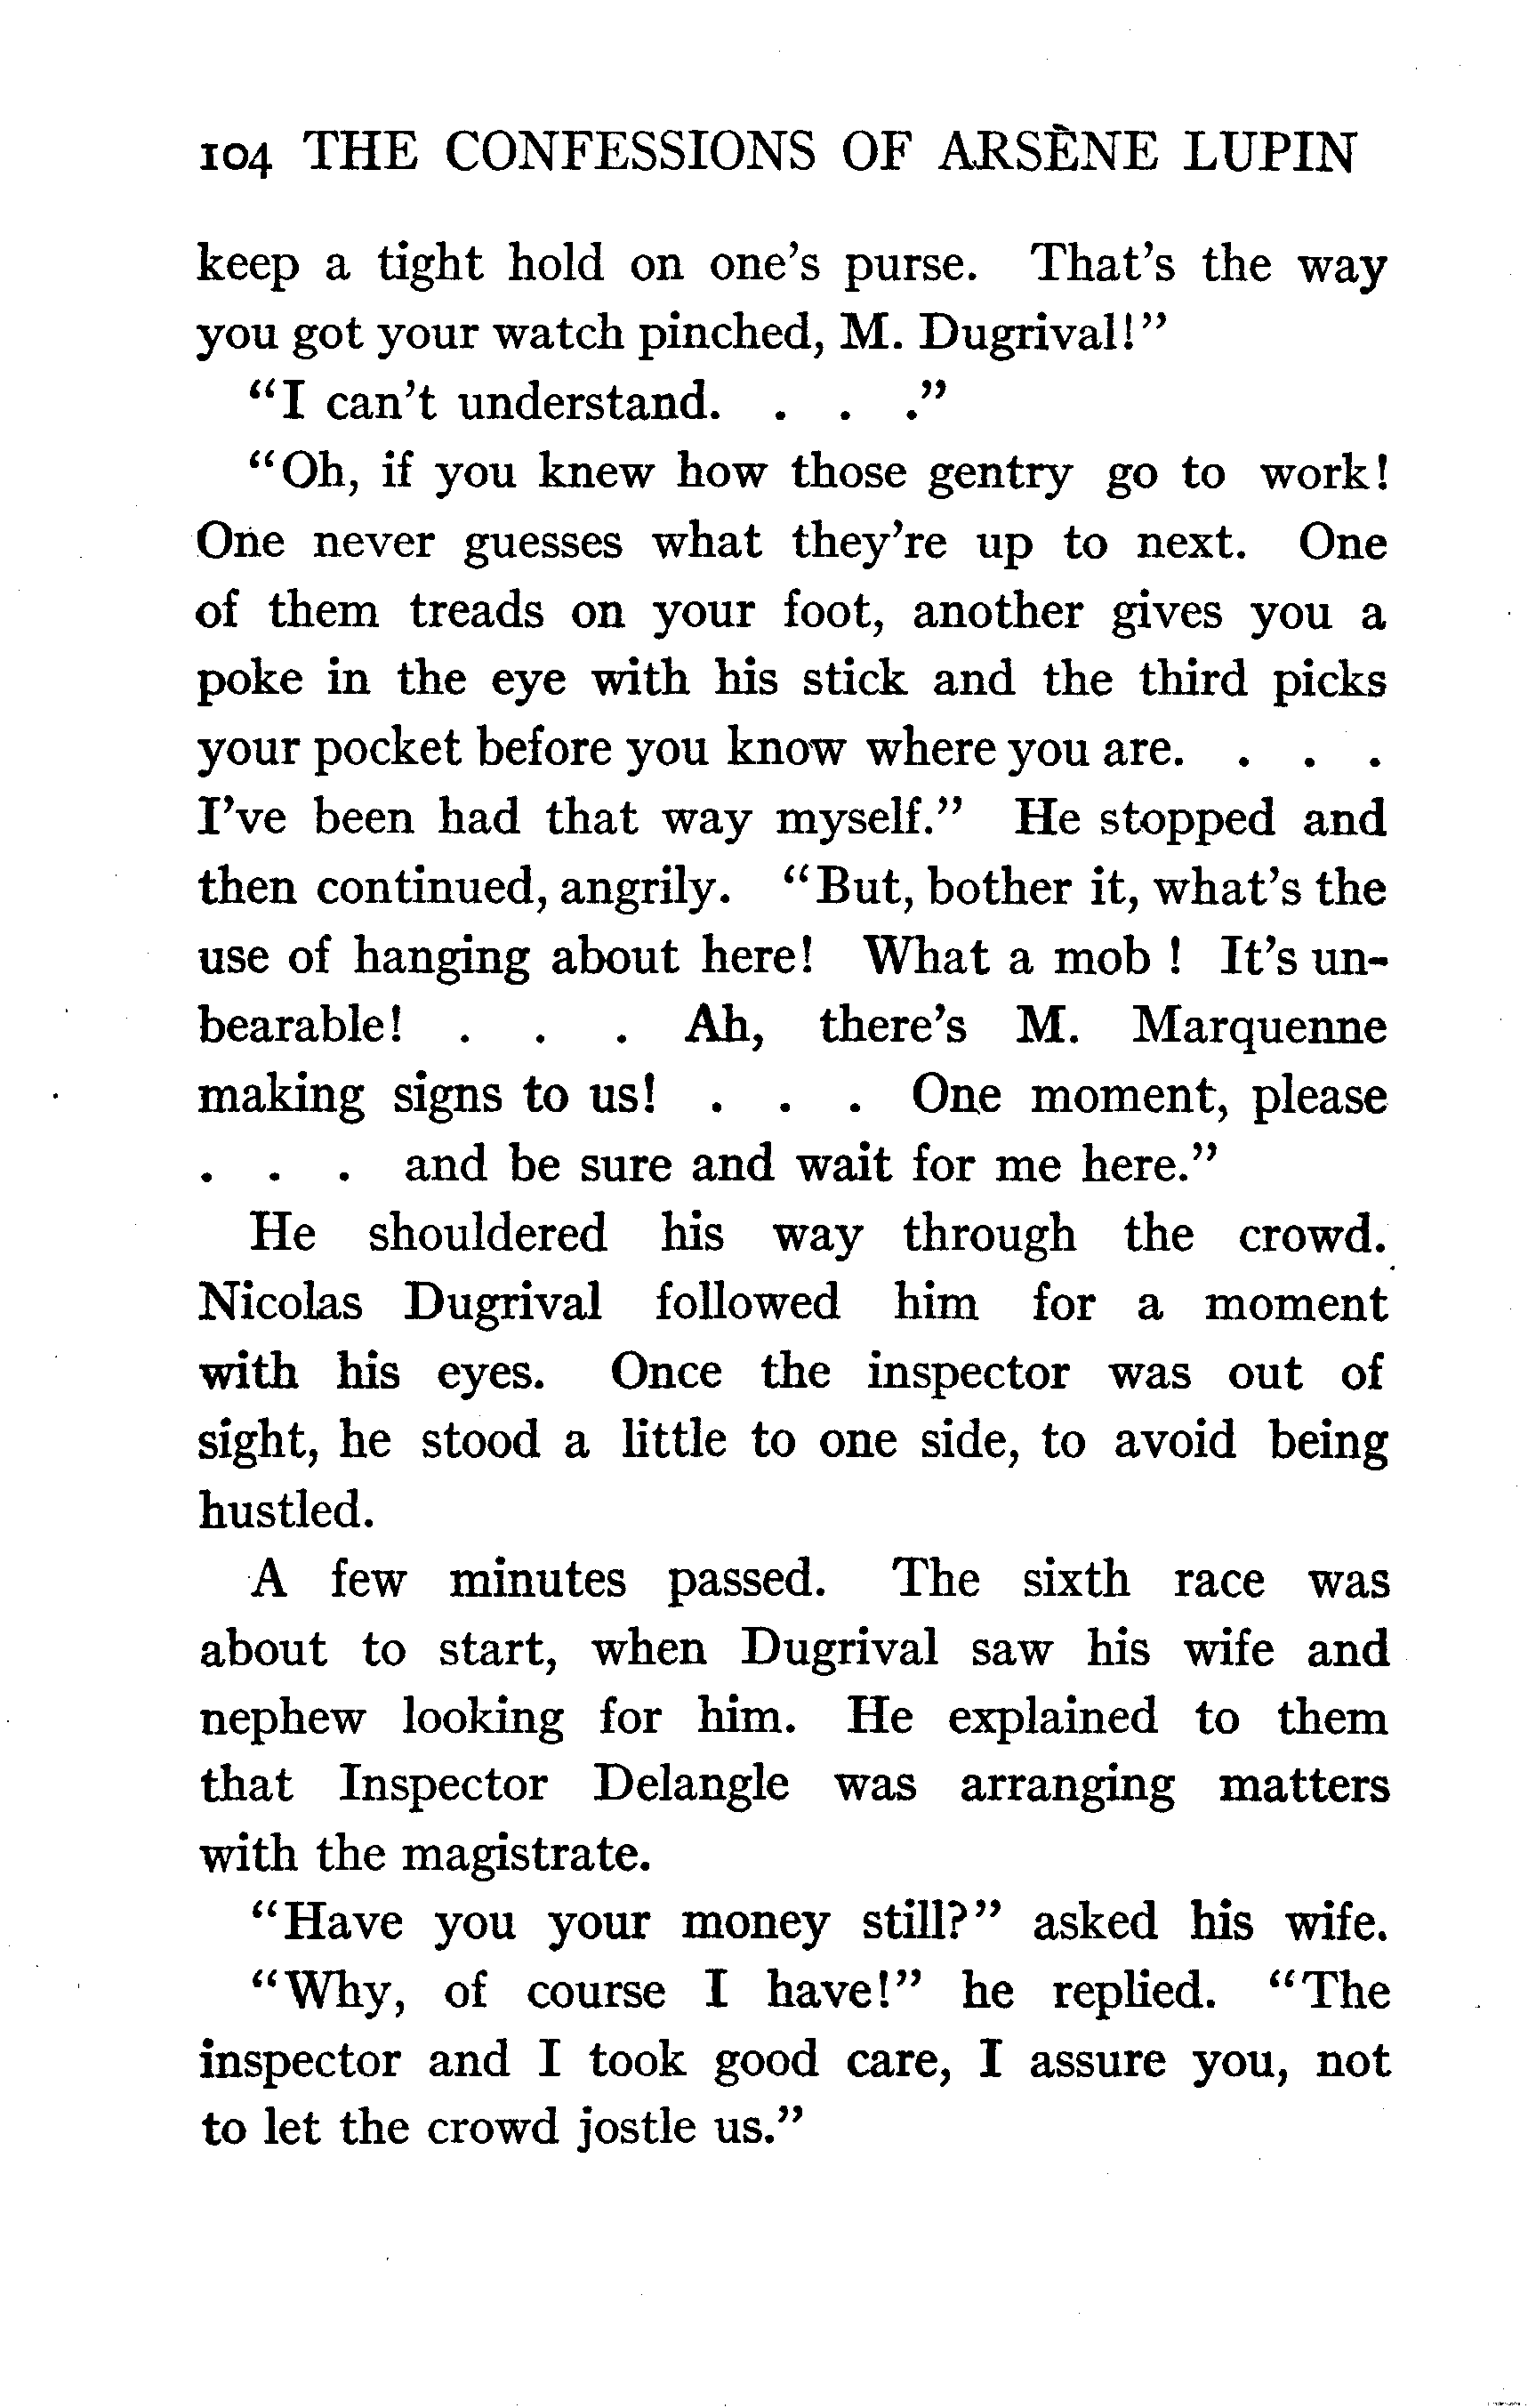 104 THE CONFESSIONS OF ARSÈNE LUPIN
keep a tight hold on one's purse. That's the way
you got your watch pinched, M. Dugrival!”
“I can't understand. . . .”
“Oh, if you knew how those gentry go to work!
One never guesses what they're up to next. One
of them treads on your foot, another gives you a
poke in the eye with his stick and the third picks
your pocket before you know where you are. . . .
I've been had that way myself.” He stopped and
then continued, angrily. “But, bother it, what's the
use of hanging about here! What a mob ! It's un-
bearable! . . . Ah, there's M. Marquenne
making signs to us! . . . One moment, please
. . . and be sure and wait for me here.”
He shouldered his way through the crowd.
Nicolas Dugrival followed him for a moment
with his eyes. Once the inspector was out of
sight, he stood a little to one side, to avoid being
hustled.
A few minutes passed. The sixth race was
about to start, when Dugrival saw his wife and
nephew looking for him. He explained to them
that Inspector Delangle was arranging matters
with the magistrate.
“Have you your money still?” asked his wife.
“Why, of course I have!” he replied. “The
inspector and I took good care, I assure you, not
to let the crowd jostle us.”